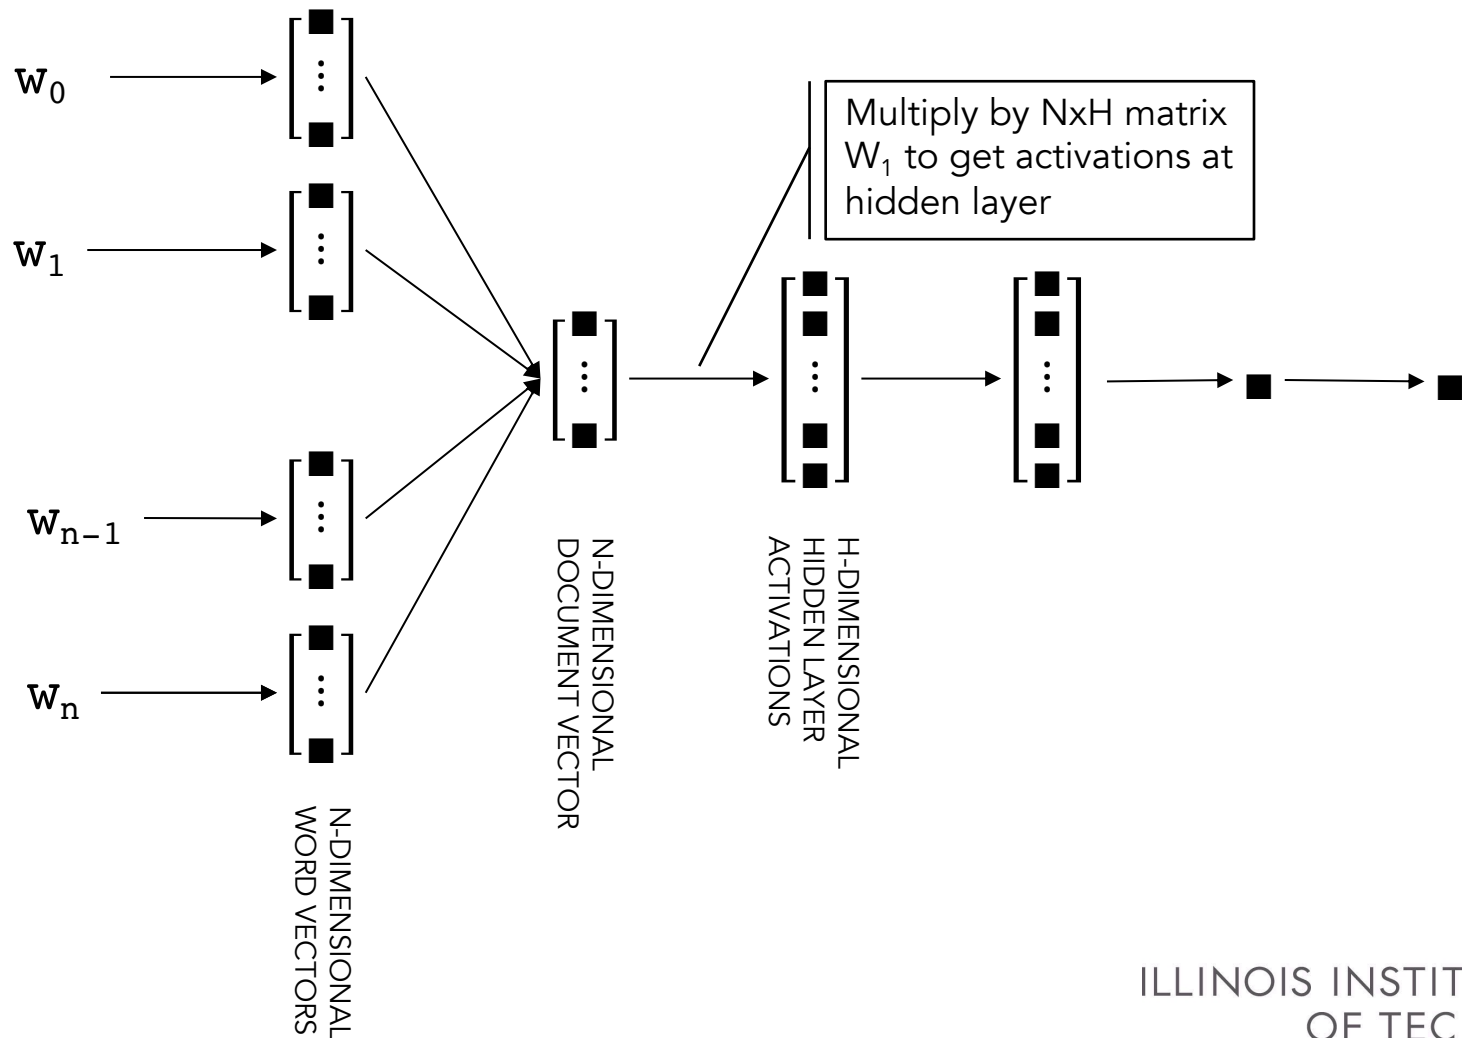 w0
w1
wn-1
wn
Multiply by NxH matrix
W1 to get activations at
hidden layer
N-DIMENSIONAL
WORD VECTORS
N-DIMENSIONAL
DOCUMENT VECTOR
H-DIMENSIONAL
HIDDEN LAYER
ACTIVATIONS
ILLINOIS INSTIT
OF TEC